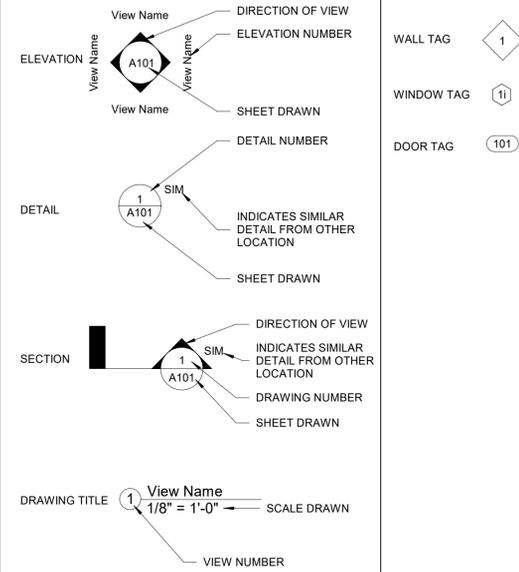 View Name
DIRECTION OF VIEW
ELEVATION NUMBER
ELEVATION
View Name
A101
View Name
View Name
SHEET DRAWN
DETAIL NUMBER
DETAIL
1
A101
SIM
INDICATES SIMILAR
DETAIL FROM OTHER
LOCATION
SHEET DRAWN
DIRECTION OF VIEW
SECTION
1
A101
SIM
INDICATES SIMILAR
DETAIL FROM OTHER
LOCATION
DRAWING NUMBER
SHEET DRAWN
DRAWING TITLE
1
View Name
1/8" = 1'-0"
SCALE DRAWN
VIEW NUMBER
WALL TAG
1
WINDOW TAG
1i
DOOR TAG
101